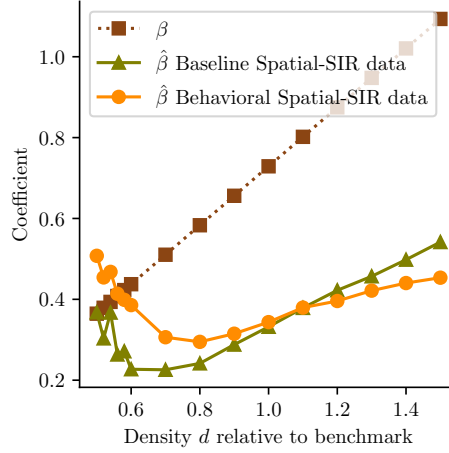 β
β̂ Baseline Spatial-SIR data
β̂ Behavioral Spatial-SIR data
Coefficient
1.0
0.8
0.6
0.4
0.2
0.6 0.8 1.0 1.2 1.4
Density d relative to benchmark